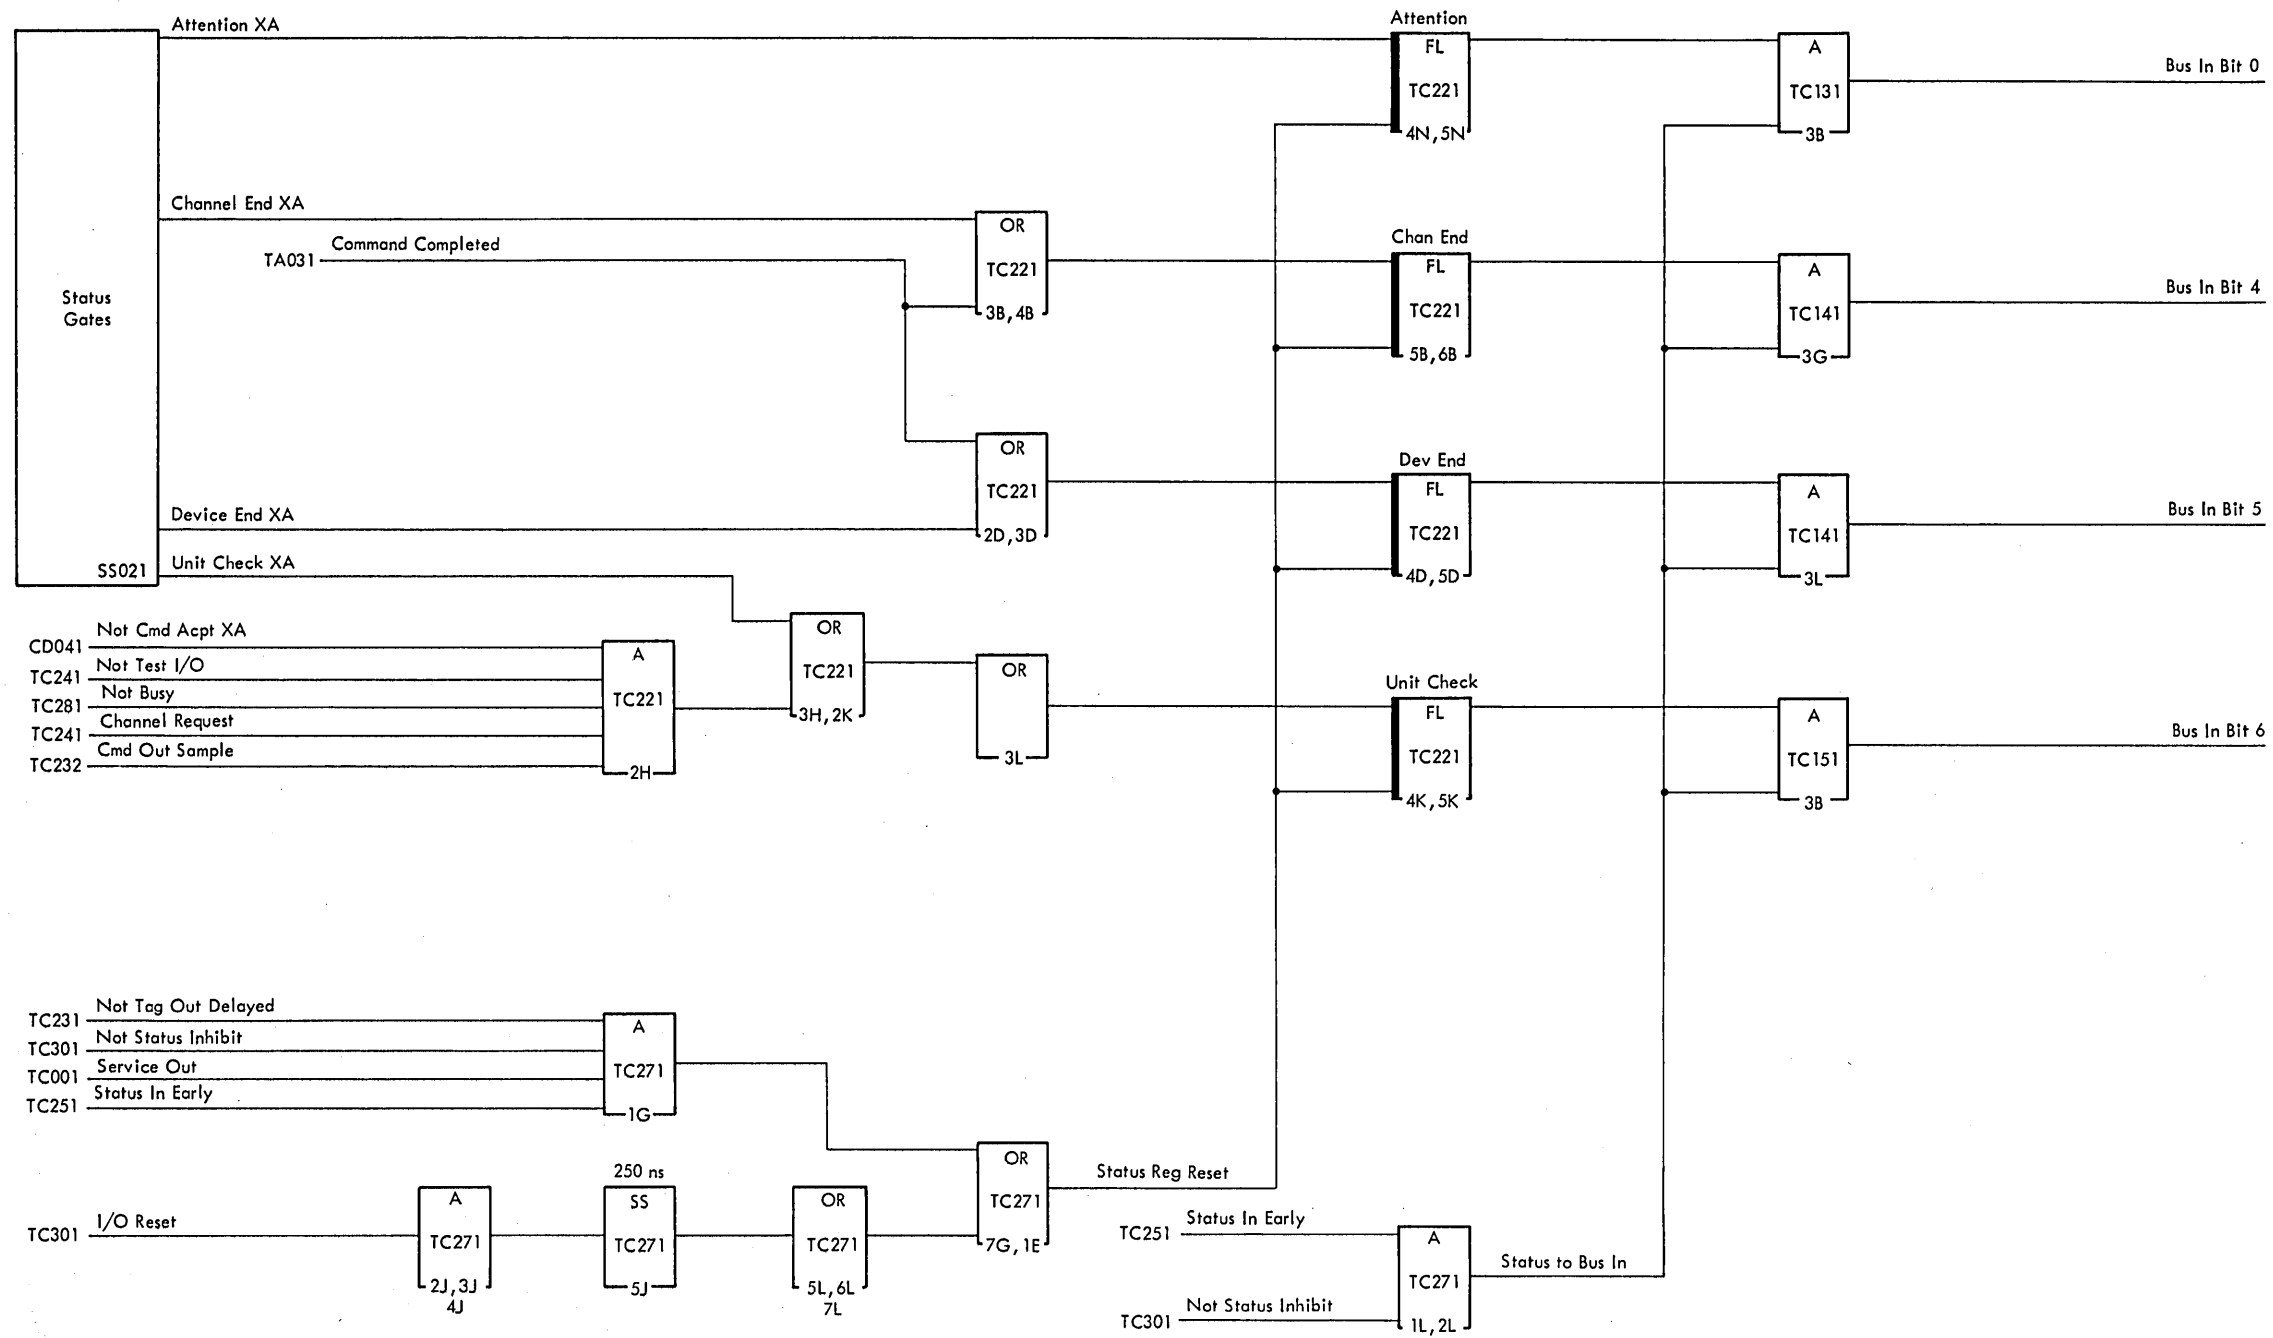 Attention XA
Attention
FL
TC221
4N, 5N
A
TC131
3B
Bus In Bit 0
Status
Gates
SS021
Channel End XA
Command Completed
TA031
OR
TC221
3B, 4B
Chan End
FL
TC221
5B, 6B
A
TC141
3G
Bus In Bit 4
OR
TC221
2D, 3D
Device End XA
Dev End
FL
TC221
4D, 5D
A
TC141
3L
Bus In Bit 5
Unit Check XA
CD041 Not Cmd Acpt XA
TC241 Not Test I/O
TC281 Not Busy
TC241 Channel Request
TC232 Cmd Out Sample
A
TC221
2H
OR
TC221
3H, 2K
OR
3L
Unit Check
FL
TC221
4K, 5K
A
TC151
3B
Bus In Bit 6
TC231 Not Tag Out Delayed
TC301 Not Status Inhibit
TC001 Service Out
TC251 Status In Early
A
TC271
1G
TC301 I/O Reset
A
TC271
2J, 3J
4J
250 ns
SS
TC271
5J
OR
TC271
5L, 6L
7L
OR
TC271
7G, 1E
Status Reg Reset
TC251 Status In Early
TC301 Not Status Inhibit
A
TC271
1L, 2L
Status to Bus In